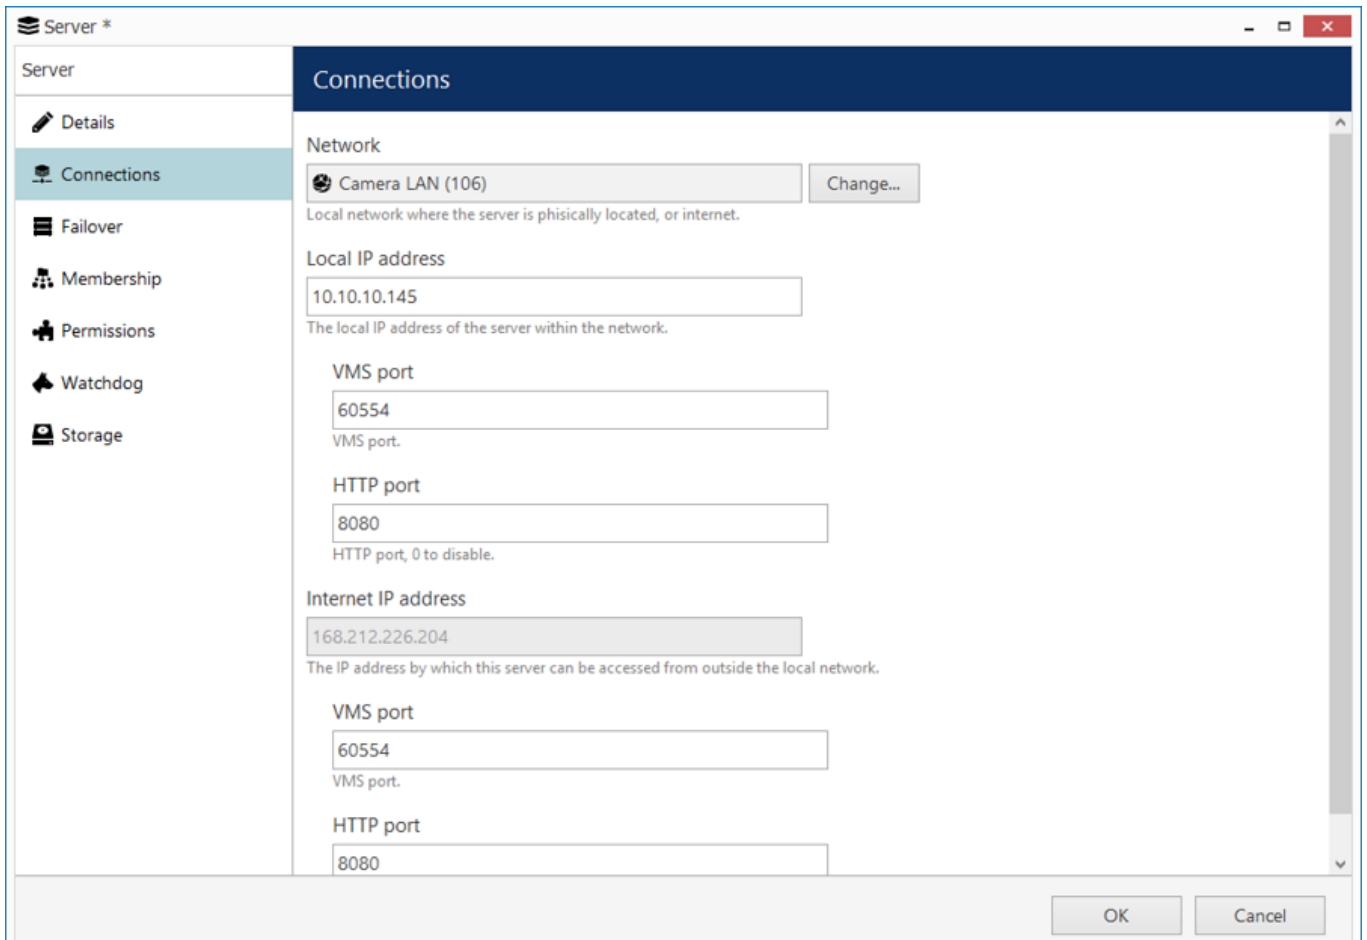 Server *
Server
Details
Connections
Failover
Membership
Permissions
Watchdog
Storage
Connections
Network
Camera LAN (106)
Change...
Local network where the server is phisically located, or internet.
Local IP address
10.10.10.145
The local IP address of the server within the network.
VMS port
60554
VMS port.
HTTP port
8080
HTTP port, 0 to disable.
Internet IP address
168.212.226.204
The IP address by which this server can be accessed from outside the local network.
VMS port
60554
VMS port.
HTTP port
8080
OK
Cancel